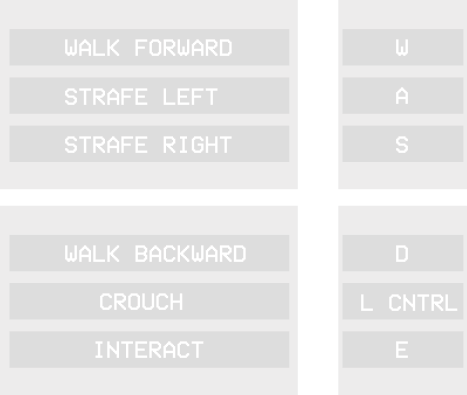 WALK FORWARD W
STRAFE LEFT A
STRAFE RIGHT S
WALK BACKWARD D
CROUCH L CNTRL
INTERACT E